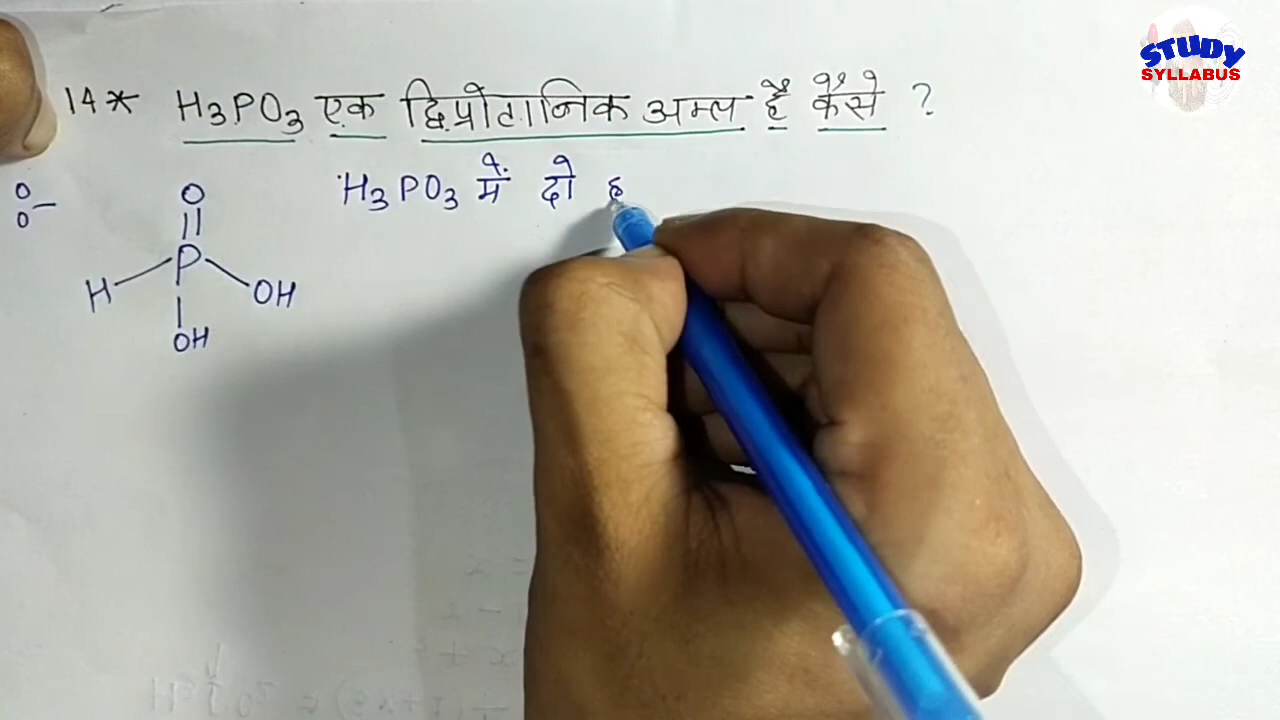 STUDY
SYLLABUS
14* H3PO3 एक द्विप्रोटानिक अम्ल है कैसे ?
H3PO3 में दो ह
O
O
O-
P
H
OH
OH